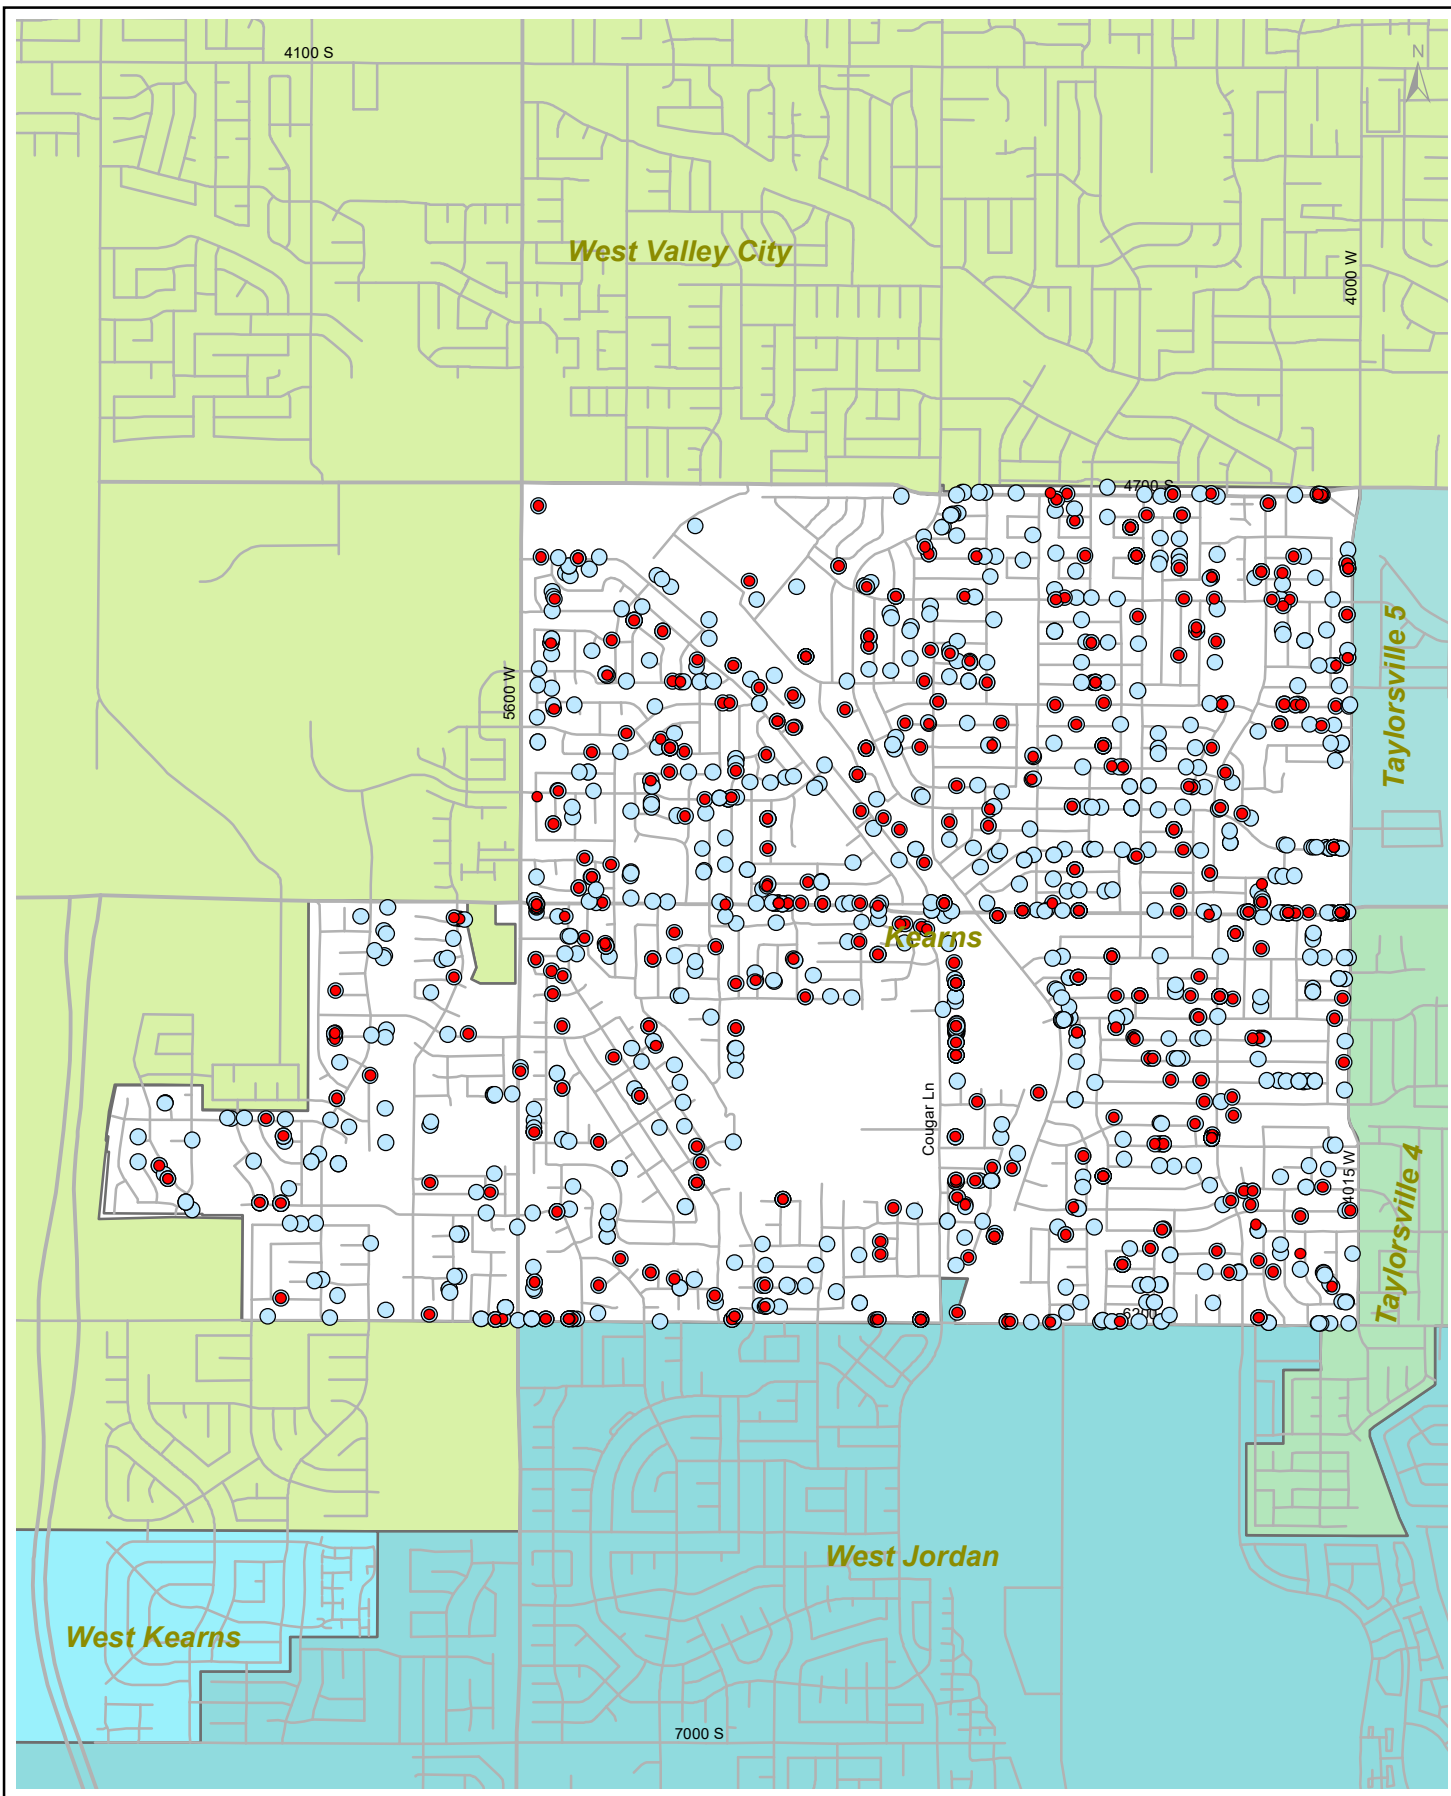 4100 S
N
West Valley City
4000 W
4700 S
Taylorsville 5
5600 W
Kearns
Cougar Ln
4015 W
Taylorsville 4
6200
West Jordan
West Kearns
7000 S